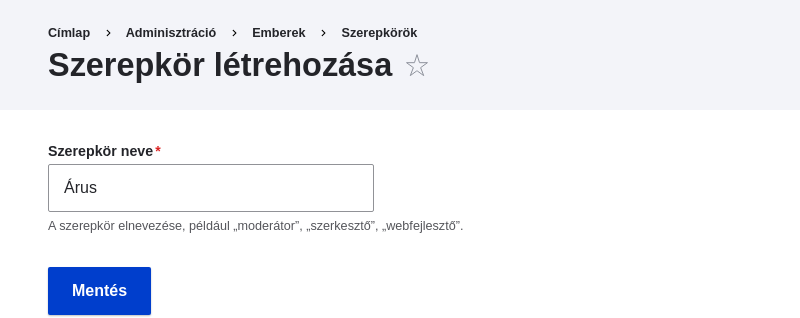 Címlap › Adminisztráció › Emberek › Szerepkörök
Szerepkör létrehozása ☆
Szerepkör neve*
Árus
A szerepkör elnevezése, például „moderátor”, „szerkesztő”, „webfejlesztő”.
Mentés